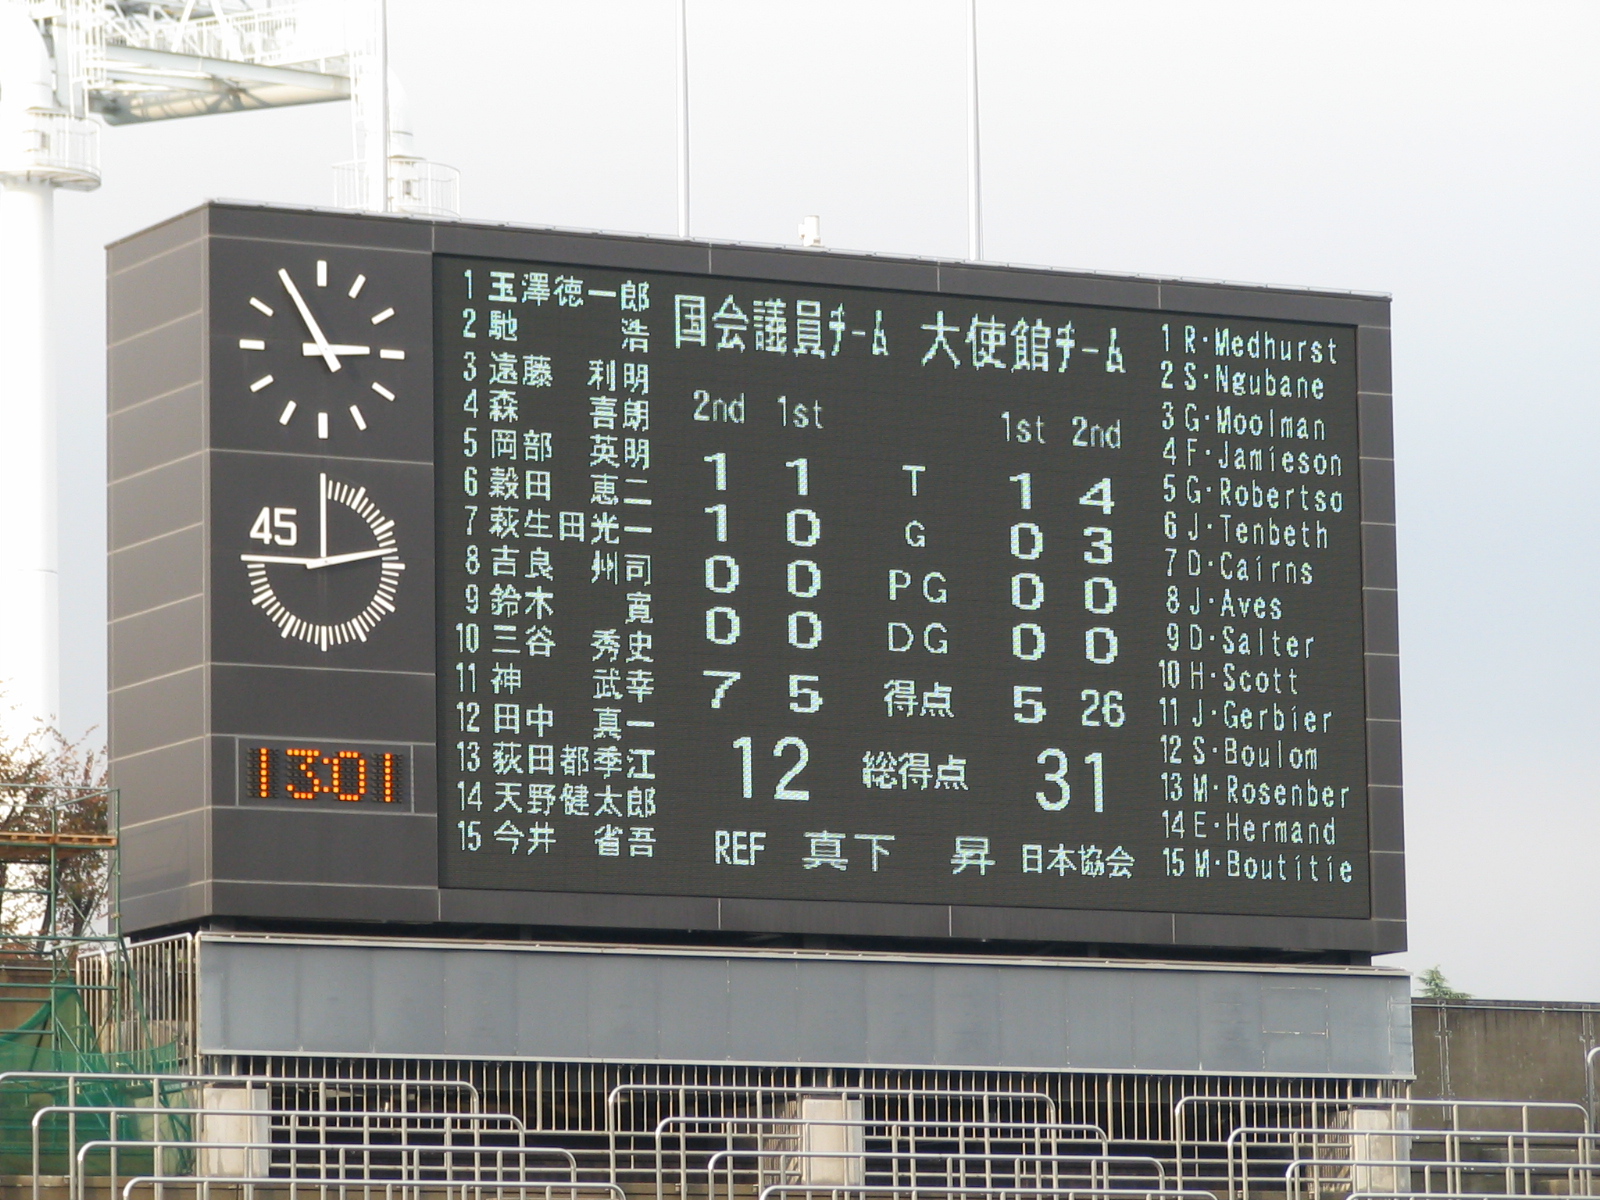 45
13:01
1 玉澤徳一郎
2 馳 浩
3 遠藤 利明
4 森 喜朗
5 岡部 英明
6 穀田 恵二
7 萩生田光一
8 吉良 州司
9 鈴木 寛
10 三谷 秀史
11 神 武幸
12 田中 真一
13 荻田都季江
14 天野健太郎
15 今井 省吾
国会議員チーム 大使館チーム
2nd 1st 1st 2nd
1 1 T 1 4
1 0 G 0 3
0 0 PG 0 0
0 0 DG 0 0
7 5 得点 5 26
12 総得点 31
REF 真下 昇 日本協会
1 R・Medhurst
2 S・Ngubane
3 G・Moolman
4 F・Jamieson
5 G・Robertso
6 J・Tenbeth
7 D・Cairns
8 J・Aves
9 D・Salter
10 H・Scott
11 J・Gerbier
12 S・Boulom
13 M・Rosenber
14 E・Hermand
15 M・Boutitie